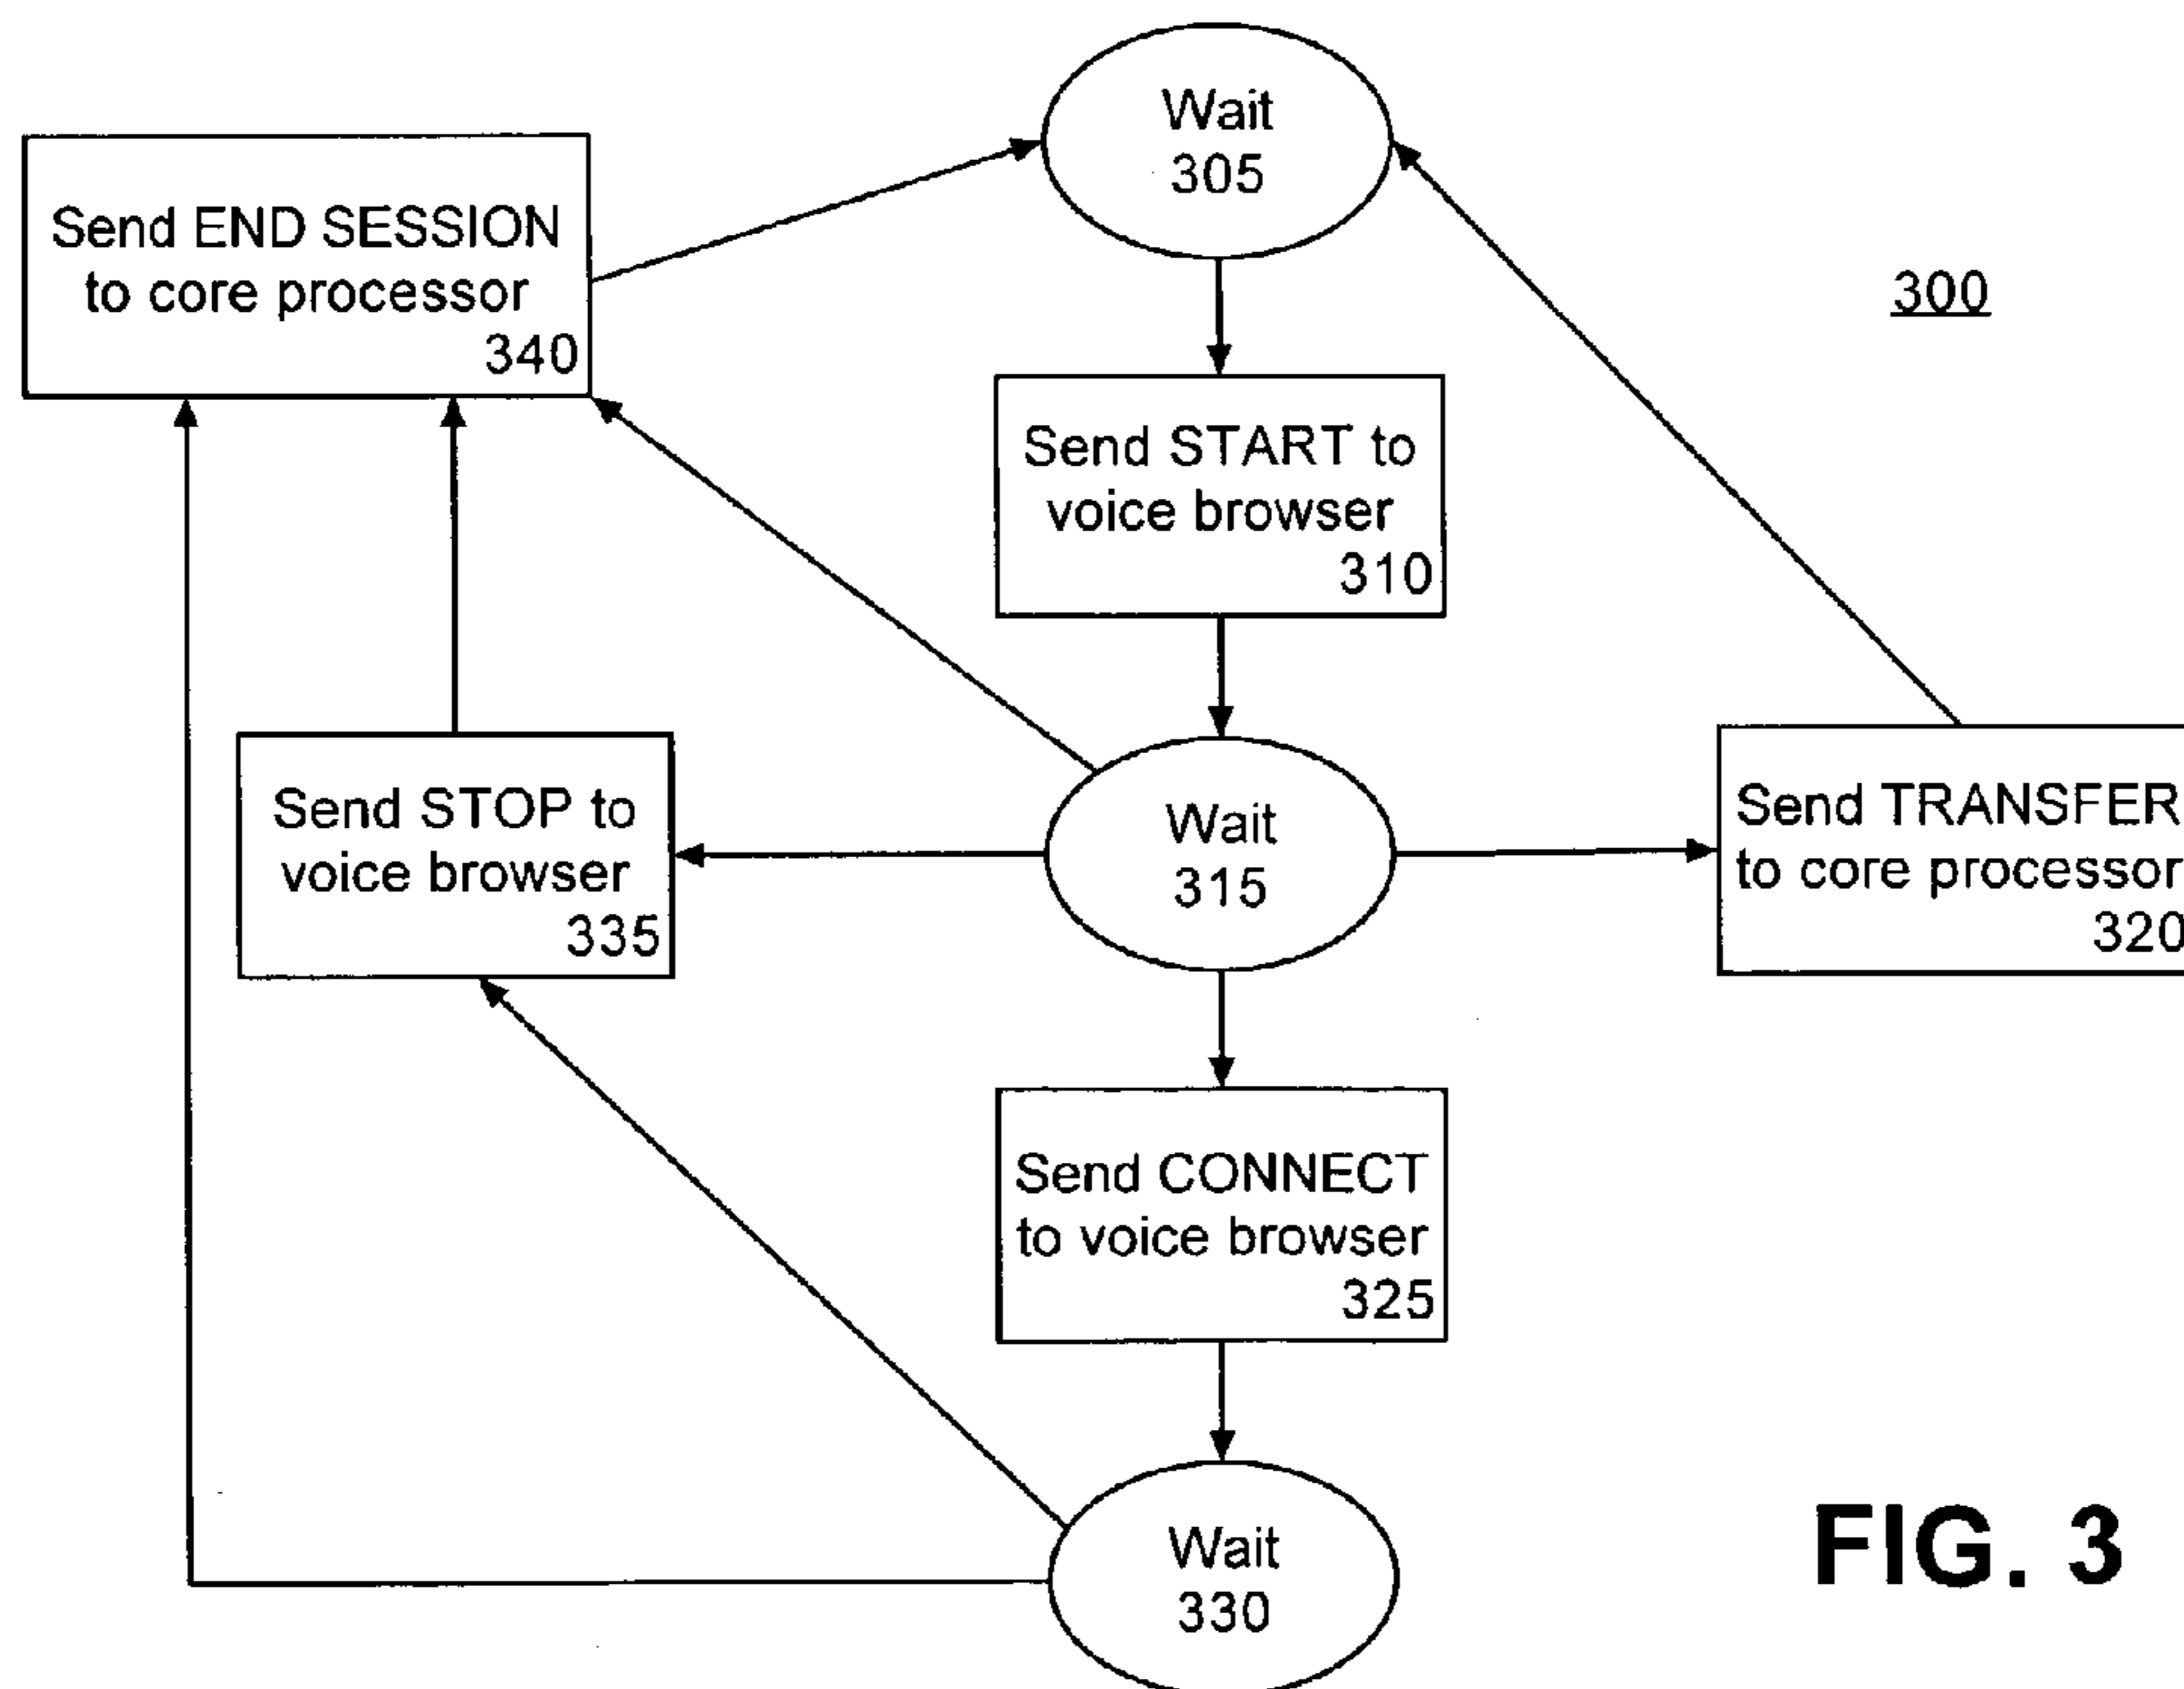 Wait
305
Send END SESSION
to core processor
340
300
Send START to
voice browser
310
Send STOP to
voice browser
335
Wait
315
Send TRANSFER
to core processor
320
Send CONNECT
to voice browser
325
Wait
330
FIG. 3